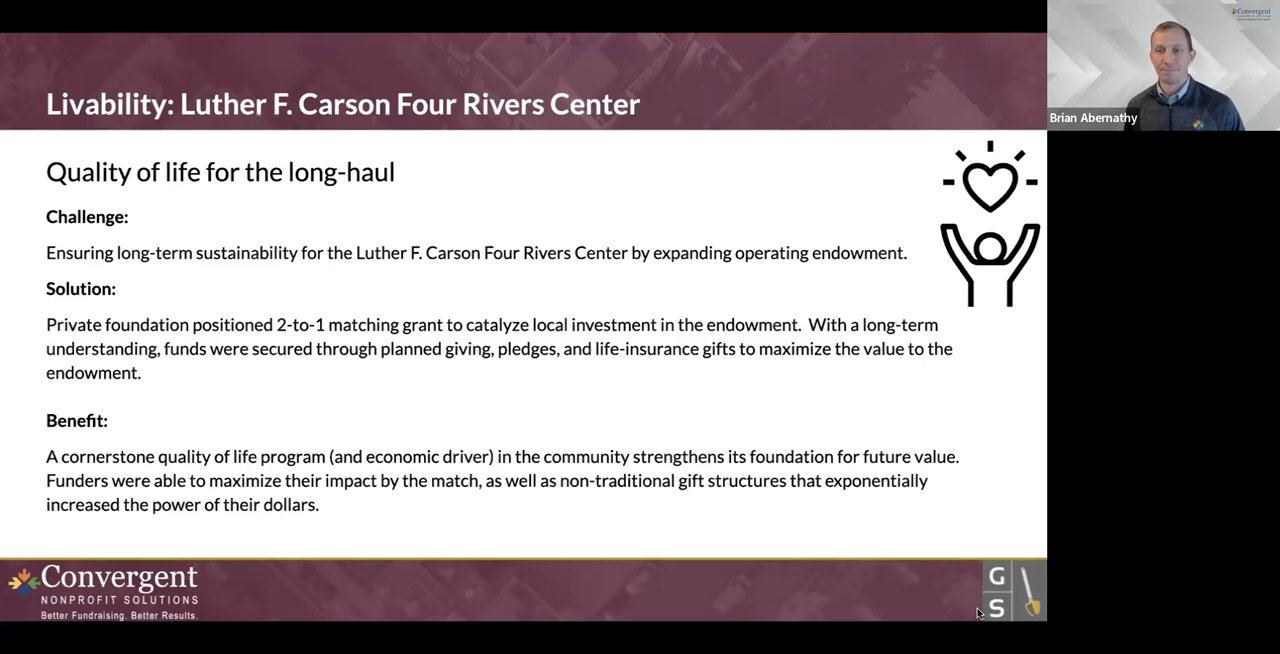 Livability: Luther F. Carson Four Rivers Center
Quality of life for the long-haul
Challenge:
Ensuring long-term sustainability for the Luther F. Carson Four Rivers Center by expanding operating endowment.
Solution:
Private foundation positioned 2-to-1 matching grant to catalyze local investment in the endowment. With a long-term
understanding, funds were secured through planned giving, pledges, and life-insurance gifts to maximize the value to the
endowment.
Benefit:
A cornerstone quality of life program (and economic driver) in the community strengthens its foundation for future value.
Funders were able to maximize their impact by the match, as well as non-traditional gift structures that exponentially
increased the power of their dollars.
Convergent
NONPROFIT SOLUTIONS
Better Fundraising. Better Results.
G
S
Convergent
Brian Abernathy